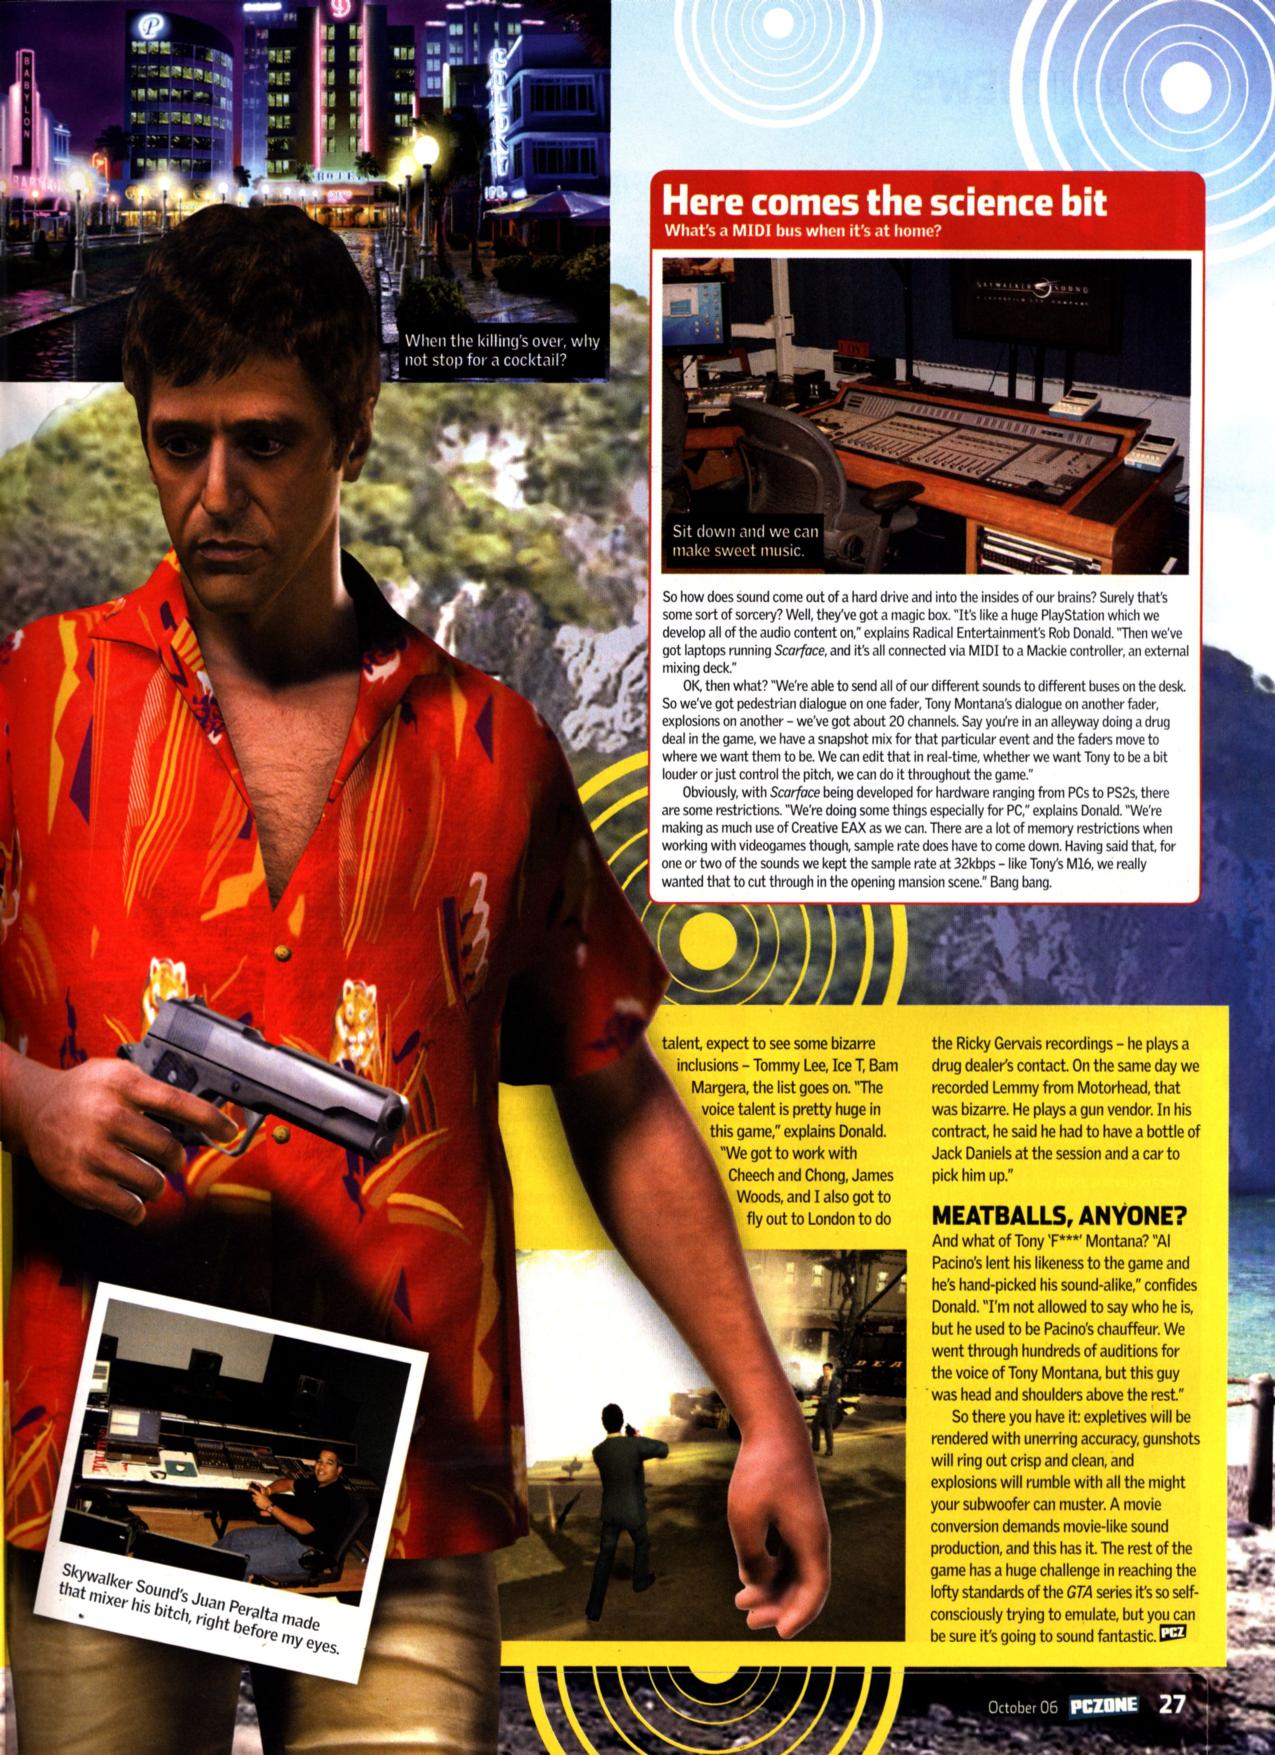 P
BABYLON
COLONY
HOTEL
When the killing's over, why
not stop for a cocktail?
Here comes the science bit
What's a MIDI bus when it's at home?
SKYWALKER SOUND
Sit down and we can
make sweet music.
So how does sound come out of a hard drive and into the insides of our brains? Surely that's
some sort of sorcery? Well, they've got a magic box. "It's like a huge PlayStation which we
develop all of the audio content on," explains Radical Entertainment's Rob Donald. "Then we've
got laptops running Scarface, and it's all connected via MIDI to a Mackie controller, an external
mixing deck."
OK, then what? "We're able to send all of our different sounds to different buses on the desk.
So we've got pedestrian dialogue on one fader, Tony Montana's dialogue on another fader,
explosions on another – we've got about 20 channels. Say you're in an alleyway doing a drug
deal in the game, we have a snapshot mix for that particular event and the faders move to
where we want them to be. We can edit that in real-time, whether we want Tony to be a bit
louder or just control the pitch, we can do it throughout the game."
Obviously, with Scarface being developed for hardware ranging from PCs to PS2s, there
are some restrictions. "We're doing some things especially for PC," explains Donald. "We're
making as much use of Creative EAX as we can. There are a lot of memory restrictions when
working with videogames though, sample rate does have to come down. Having said that, for
one or two of the sounds we kept the sample rate at 32kbps – like Tony's M16, we really
wanted that to cut through in the opening mansion scene." Bang bang.
talent, expect to see some bizarre
inclusions – Tommy Lee, Ice T, Bam
Margera, the list goes on. "The
voice talent is pretty huge in
this game," explains Donald.
"We got to work with
Cheech and Chong, James
Woods, and I also got to
fly out to London to do
the Ricky Gervais recordings – he plays a
drug dealer's contact. On the same day we
recorded Lemmy from Motorhead, that
was bizarre. He plays a gun vendor. In his
contract, he said he had to have a bottle of
Jack Daniels at the session and a car to
pick him up."
MEATBALLS, ANYONE?
And what of Tony 'F***' Montana? "Al
Pacino's lent his likeness to the game and
he's hand-picked his sound-alike," confides
Donald. "I'm not allowed to say who he is,
but he used to be Pacino's chauffeur. We
went through hundreds of auditions for
the voice of Tony Montana, but this guy
was head and shoulders above the rest."
So there you have it: expletives will be
rendered with unerring accuracy, gunshots
will ring out crisp and clean, and
explosions will rumble with all the might
your subwoofer can muster. A movie
conversion demands movie-like sound
production, and this has it. The rest of the
game has a huge challenge in reaching the
lofty standards of the GTA series it's so self-
consciously trying to emulate, but you can
be sure it's going to sound fantastic. PCZ
Skywalker Sound's Juan Peralta made
that mixer his bitch, right before my eyes.
October 06 PCZONE 27